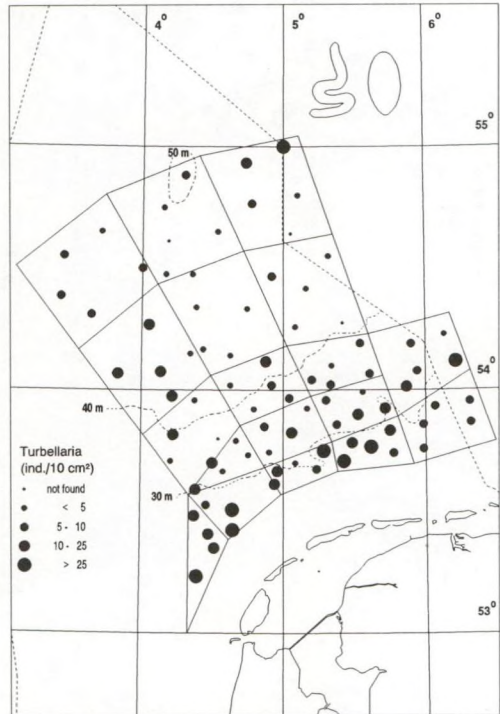 4°
5°
6°
55°
50 m
54°
40 m
Turbellaria
(ind./10 cm²)
not found
< 5
5 - 10
10 - 25
> 25
30 m
53°